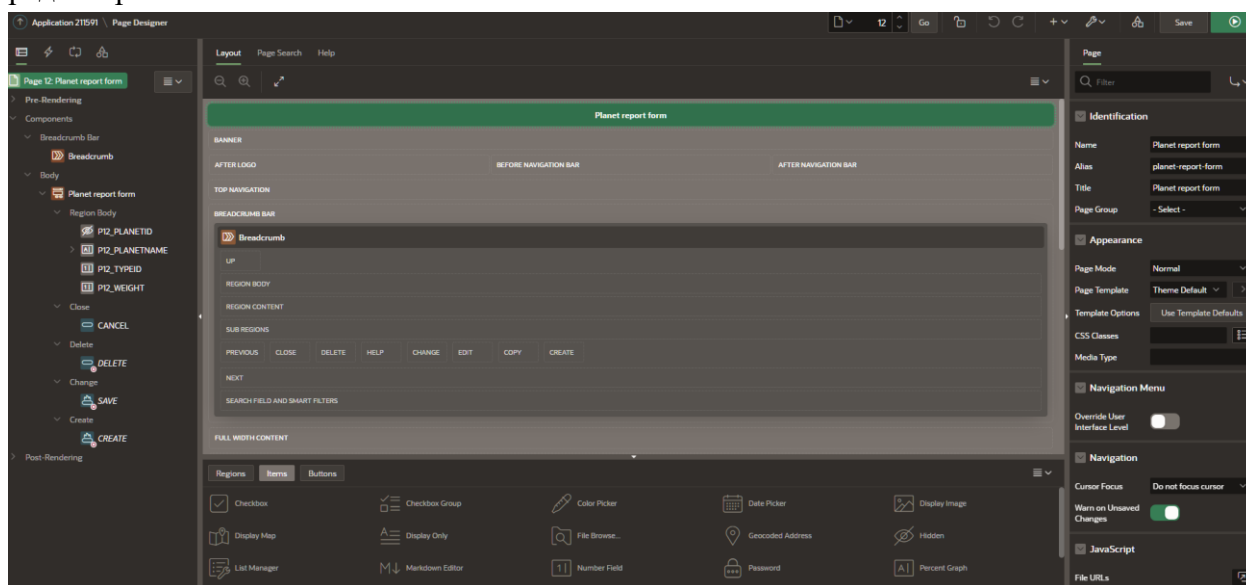 Application 211591 \ Page Designer
12
Go
Save
Layout Page Search Help
Page
Page 12: Planet report form
Filter
Pre-Rendering
Components
Breadcrumb Bar
Breadcrumb
Body
Planet report form
Region Body
P12_PLANETID
P12_PLANETNAME
P12_TYPEID
P12_WEIGHT
Close
CANCEL
Delete
DELETE
Change
SAVE
Create
CREATE
Post-Rendering
Planet report form
BANNER
AFTER LOGO BEFORE NAVIGATION BAR AFTER NAVIGATION BAR
TOP NAVIGATION
BREADCRUMB BAR
Breadcrumb
UP
REGION BODY
REGION CONTENT
SUB REGIONS
PREVIOUS CLOSE DELETE HELP CHANGE EDIT COPY CREATE
NEXT
SEARCH FIELD AND SMART FILTERS
FULL WIDTH CONTENT
Regions Items Buttons
Checkbox Checkbox Group Color Picker Date Picker Display Image
Display Map Display Only File Browse... Geocoded Address Hidden
List Manager Markdown Editor Number Field Password Percent Graph
Identification
Name Planet report form
Alias planet-report-form
Title Planet report form
Page Group - Select -
Appearance
Page Mode Normal
Page Template Theme Default
Template Options Use Template Defaults
CSS Classes
Media Type
Navigation Menu
Override User
Interface Level
Navigation
Cursor Focus Do not focus cursor
Warn on Unsaved
Changes
JavaScript
File URLs